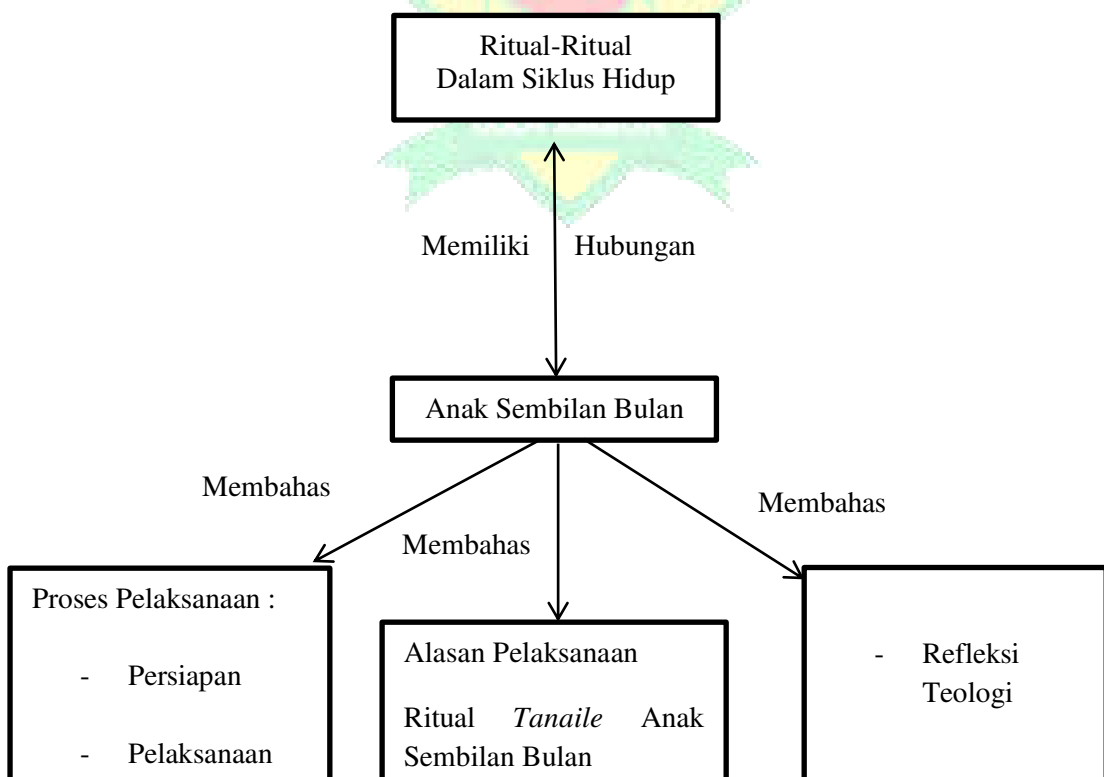 Ritual-Ritual
Dalam Siklus Hidup
Memiliki Hubungan
Anak Sembilan Bulan
Membahas
Membahas
Membahas
Proses Pelaksanaan :
- Persiapan
- Pelaksanaan
Alasan Pelaksanaan
Ritual Tanaile Anak
Sembilan Bulan
- Refleksi
Teologi